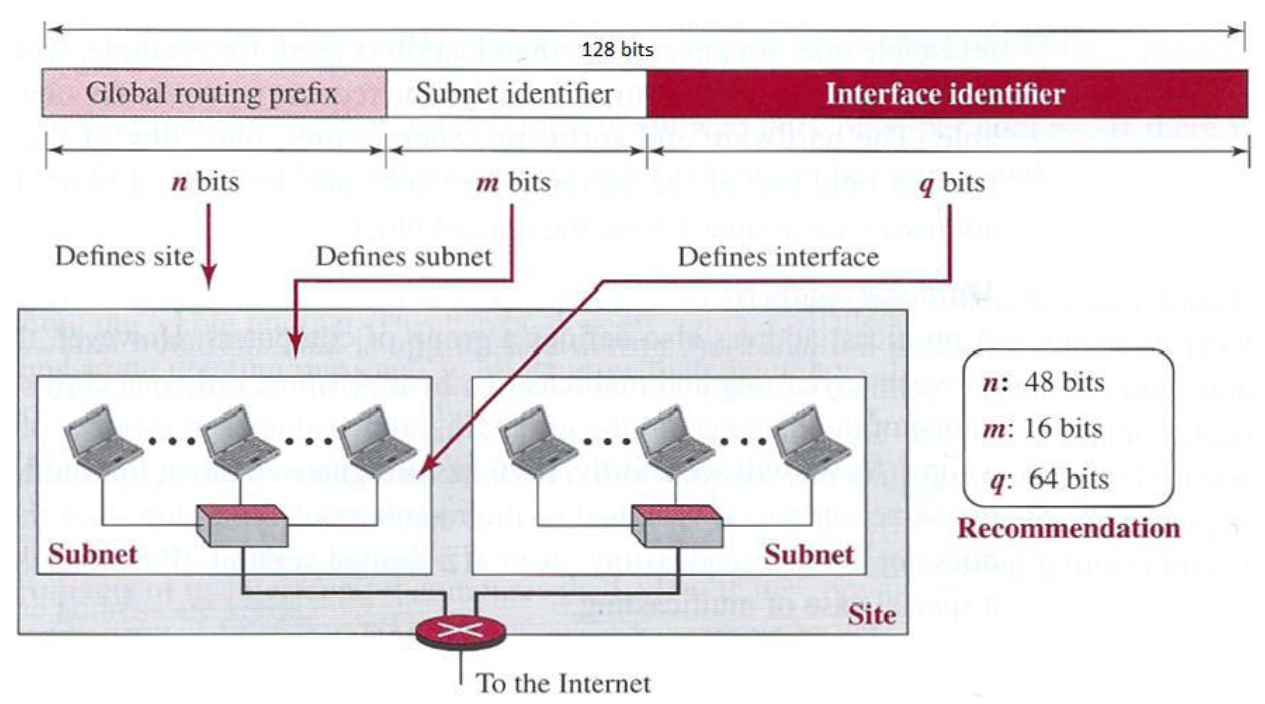 128 bits
Global routing prefix Subnet identifier Interface identifier
n bits m bits q bits
Defines site Defines subnet Defines interface
n: 48 bits
m: 16 bits
q: 64 bits
Recommendation
Subnet Subnet
Site
To the Internet